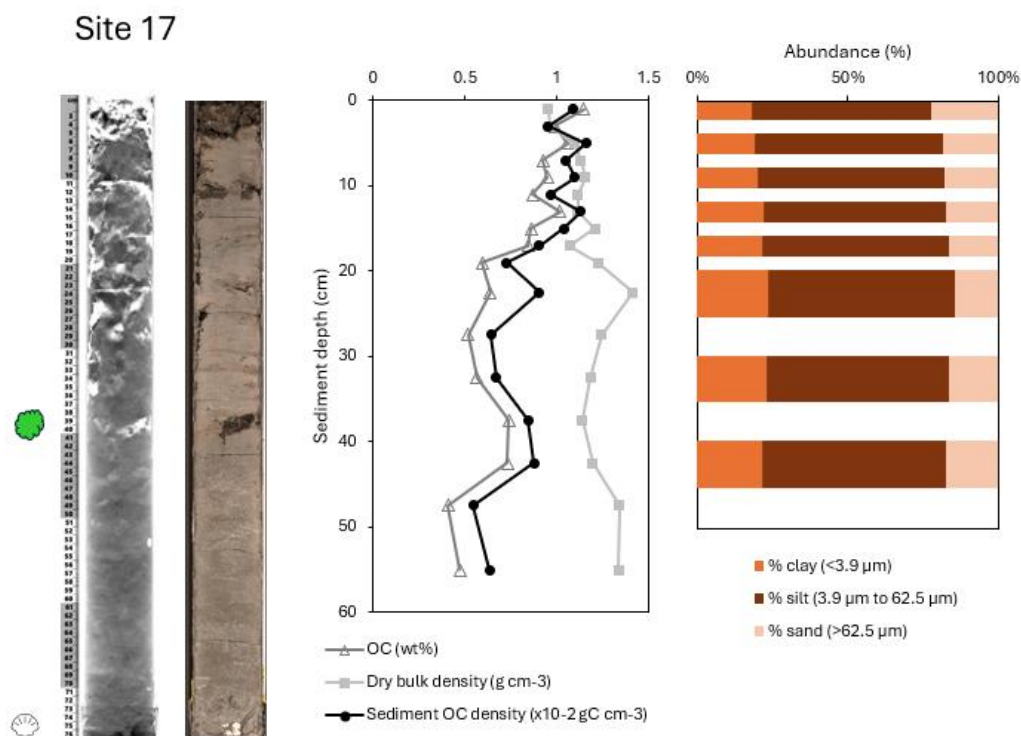 Site 17
Abundance (%)
0 0.5 1 1.5
0% 50% 100%
0
10
20
30
40
50
60
Sediment depth (cm)
% clay (<3.9 µm)
% silt (3.9 µm to 62.5 µm)
% sand (>62.5 µm)
OC (wt%)
Dry bulk density (g cm-3)
Sediment OC density (x10-2 gC cm-3)